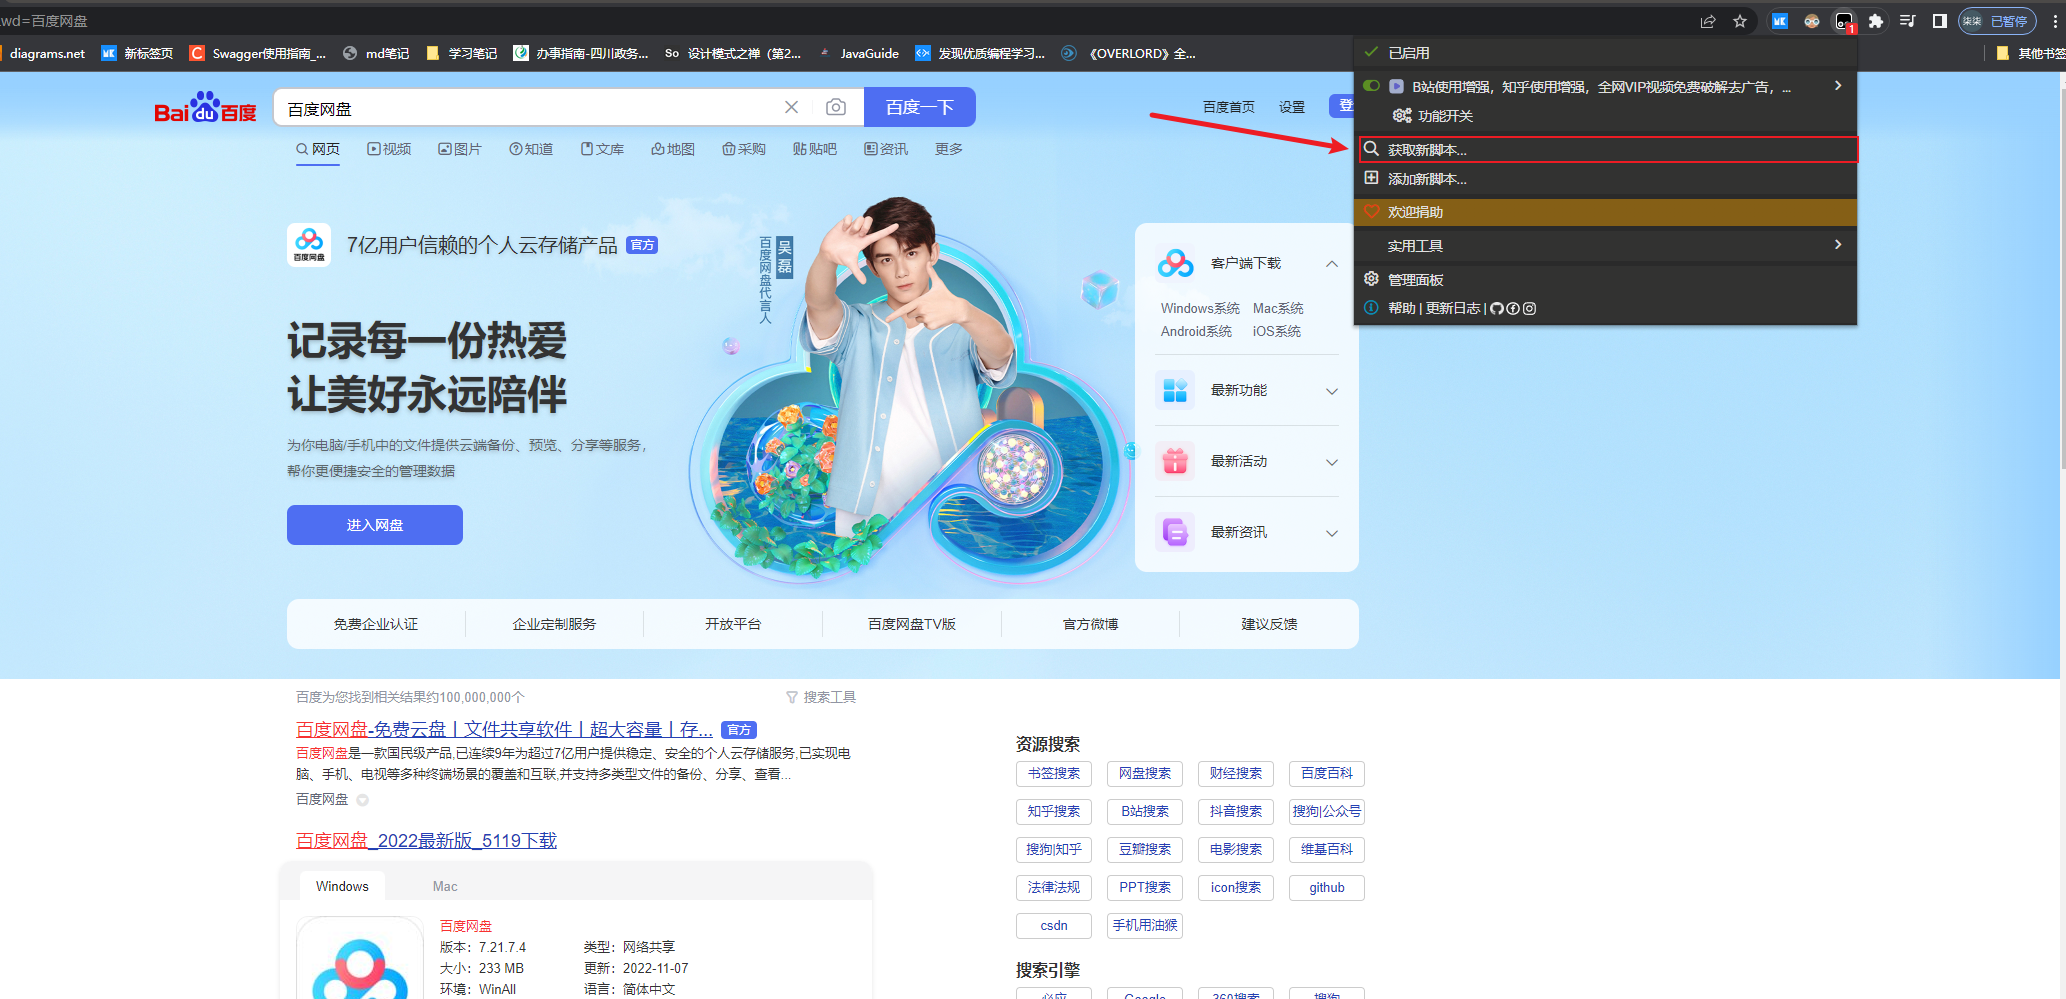 wd=百度网盘
1
柒柒 已暂停
diagrams.net
新标签页
Swagger使用指南_...
md笔记
学习笔记
办事指南-四川政务...
So 设计模式之禅（第2...
JavaGuide
发现优质编程学习...
《OVERLORD》全...
其他书签
已启用
B站使用增强，知乎使用增强，全网VIP视频免费破解去广告，...
功能开关
获取新脚本...
添加新脚本...
欢迎捐助
实用工具
管理面板
帮助 | 更新日志 |
Bai du 百度
百度网盘
百度一下
百度首页
设置
登
网页
视频
图片
知道
文库
地图
采购
贴吧
资讯
更多
百度网盘
7亿用户信赖的个人云存储产品 官方
吴磊
百度网盘代言人
记录每一份热爱
让美好永远陪伴
为你电脑/手机中的文件提供云端备份、预览、分享等服务，
帮你更便捷安全的管理数据
进入网盘
客户端下载
Windows系统 Mac系统
Android系统 iOS系统
最新功能
最新活动
最新资讯
免费企业认证
企业定制服务
开放平台
百度网盘TV版
官方微博
建议反馈
百度为您找到相关结果约100,000,000个
搜索工具
百度网盘-免费云盘丨文件共享软件丨超大容量丨存... 官方
百度网盘是一款国民级产品,已连续9年为超过7亿用户提供稳定、安全的个人云存储服务,已实现电
脑、手机、电视等多种终端场景的覆盖和互联,并支持多类型文件的备份、分享、查看...
百度网盘
百度网盘_2022最新版_5119下载
Windows
Mac
百度网盘
版本：7.21.7.4 类型：网络共享
大小：233 MB 更新：2022-11-07
环境：WinAll 语言：简体中文
资源搜索
书签搜索 网盘搜索 财经搜索 百度百科
知乎搜索 B站搜索 抖音搜索 搜狗|公众号
搜狗|知乎 豆瓣搜索 电影搜索 维基百科
法律法规 PPT搜索 icon搜索 github
csdn 手机用油猴
搜索引擎
必应 Google 360搜索 搜狗